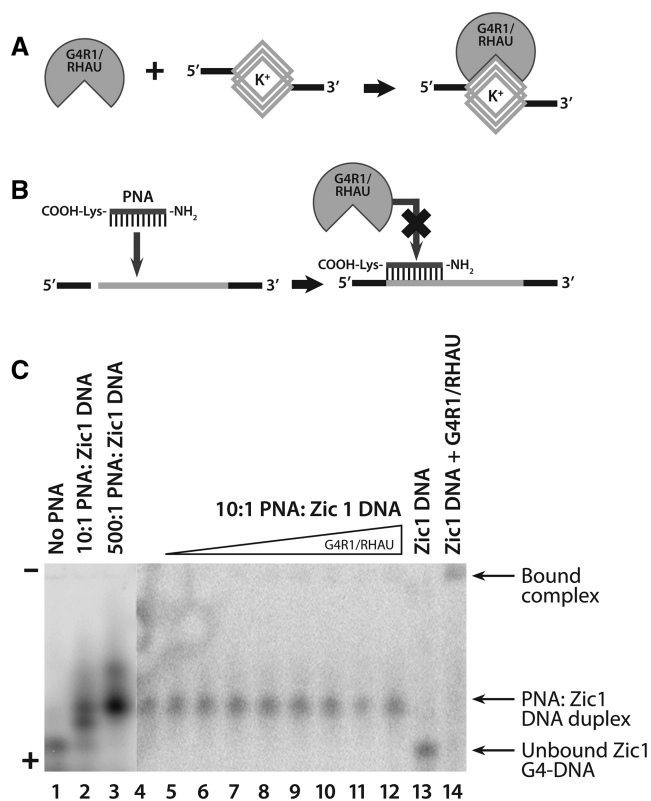 A
G4R1/
RHAU
+
5′
K⁺
3′
G4R1/
RHAU
5′
K⁺
3′
B
PNA
COOH-Lys-
-NH₂
5′
3′
G4R1/
RHAU
COOH-Lys-
-NH₂
5′
3′
C
No PNA
10:1 PNA: Zic1 DNA
500:1 PNA: Zic1 DNA
10:1 PNA: Zic 1 DNA
G4R1/RHAU
Zic1 DNA
Zic1 DNA + G4R1/RHAU
−
+
Bound
complex
PNA: Zic1
DNA duplex
Unbound Zic1
G4-DNA
1 2 3 4 5 6 7 8 9 10 11 12 13 14